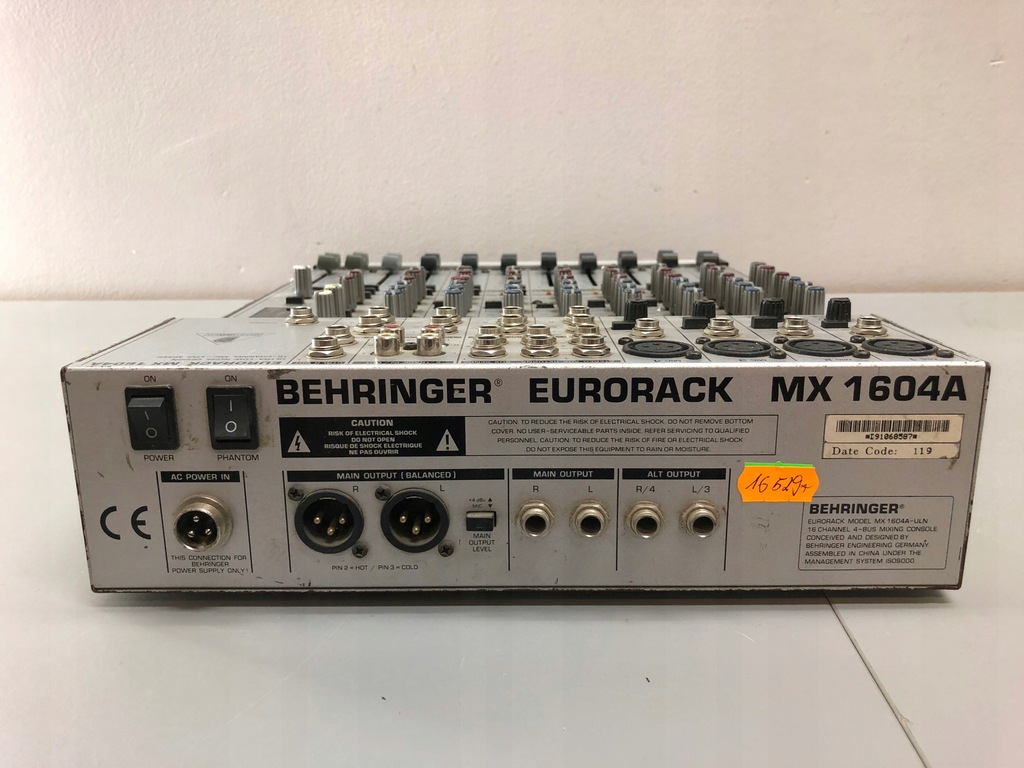 BEHRINGER® EURORACK MX 1604A
ON
ON
I
O
I
O
POWER
PHANTOM
CAUTION
RISK OF ELECTRICAL SHOCK
DO NOT OPEN
RISQUE DE SHOCK ELECTRIQUE
NE PAS OUVRIR
CAUTION: TO REDUCE THE RISK OF ELECTRICAL SHOCK, DO NOT REMOVE BOTTOM
COVER. NO USER-SERVICEABLE PARTS INSIDE. REFER SERVICING TO QUALIFIED
PERSONNEL. CAUTION: TO REDUCE THE RISK OF FIRE OR ELECTRICAL SHOCK,
DO NOT EXPOSE THIS EQUIPMENT TO RAIN OR MOISTURE.
*I91068587*
Date Code: 119
CE
AC POWER IN
THIS CONNECTION FOR
BEHRINGER
POWER SUPPLY ONLY!
MAIN OUTPUT (BALANCED)
R
L
PIN 2 = HOT / PIN 3 = COLD
+4 dBu
MIC
MAIN
OUTPUT
LEVEL
MAIN OUTPUT
R
L
ALT OUTPUT
R/4
L/3
BEHRINGER®
EURORACK MODEL MX 1604A-ULN
16 CHANNEL 4-BUS MIXING CONSOLE
CONCEIVED AND DESIGNED BY
BEHRINGER ENGINEERING GERMANY.
ASSEMBLED IN CHINA UNDER THE
MANAGEMENT SYSTEM ISO9000